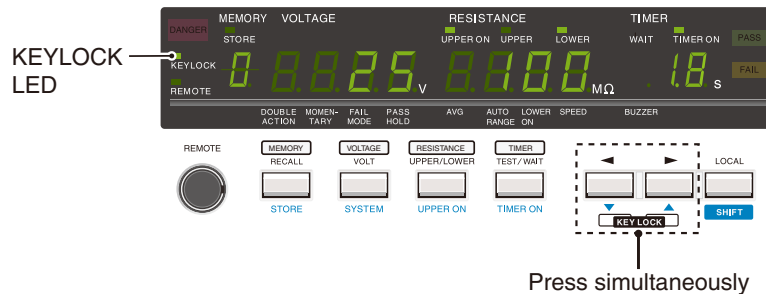 MEMORY VOLTAGE RESISTANCE TIMER
DANGER STORE UPPER ON UPPER LOWER WAIT TIMER ON PASS
KEYLOCK
LED
KEYLOCK 0 25 V 100 MΩ 1.8 s FAIL
REMOTE
DOUBLE ACTION MOMEN-TARY FAIL MODE PASS HOLD AVG AUTO RANGE LOWER ON SPEED BUZZER
REMOTE MEMORY VOLTAGE RESISTANCE TIMER
RECALL VOLT UPPER/LOWER TEST/WAIT ◄ ► LOCAL
STORE SYSTEM UPPER ON TIMER ON ▼ ▲ SHIFT
KEY LOCK
Press simultaneously